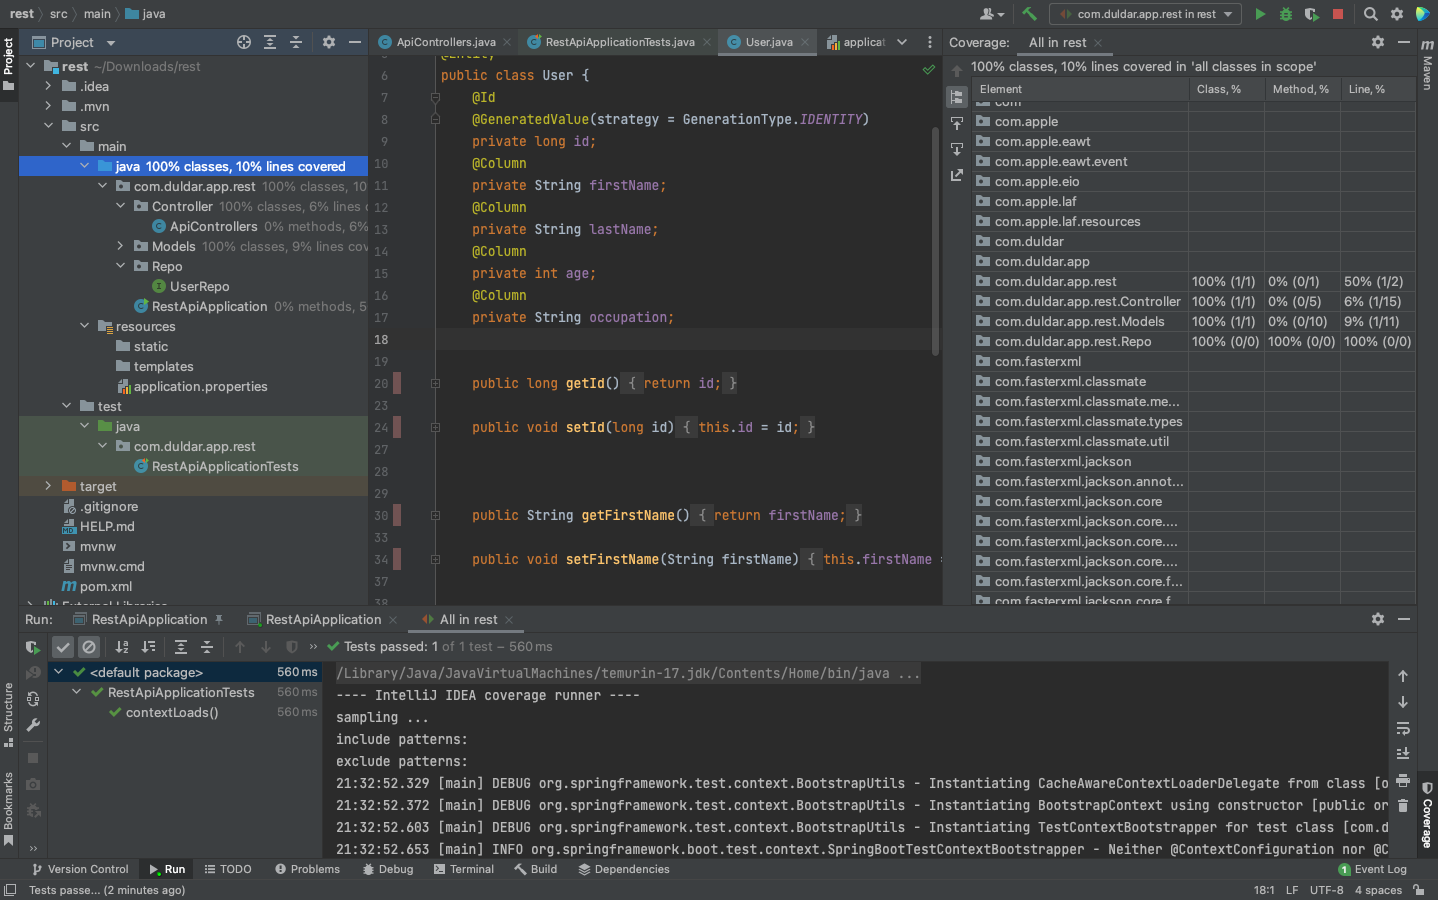 rest src main java
com.duldar.app.rest in rest
Project
Project
ApiControllers.java
RestApiApplicationTests.java
User.java
applicat
Coverage:
All in rest
Maven
rest ~/Downloads/rest
.idea
.mvn
src
main
java 100% classes, 10% lines covered
com.duldar.app.rest 100% classes, 10
Controller 100% classes, 6% lines c
ApiControllers 0% methods, 6%
Models 100% classes, 9% lines cov
Repo
UserRepo
RestApiApplication 0% methods, 5
resources
static
templates
application.properties
test
java
com.duldar.app.rest
RestApiApplicationTests
target
.gitignore
HELP.md
mvnw
mvnw.cmd
pom.xml
External Libraries
@Entity
6 public class User {
7 @Id
8 @GeneratedValue(strategy = GenerationType.IDENTITY)
9 private long id;
10 @Column
11 private String firstName;
12 @Column
13 private String lastName;
14 @Column
15 private int age;
16 @Column
17 private String occupation;
18
19
20 public long getId() { return id; }
23
24 public void setId(long id) { this.id = id; }
27
28
29
30 public String getFirstName() { return firstName; }
33
34 public void setFirstName(String firstName) { this.firstName =
37
38
100% classes, 10% lines covered in 'all classes in scope'
Element Class, % Method, % Line, %
com
com.apple
com.apple.eawt
com.apple.eawt.event
com.apple.eio
com.apple.laf
com.apple.laf.resources
com.duldar
com.duldar.app
com.duldar.app.rest 100% (1/1) 0% (0/1) 50% (1/2)
com.duldar.app.rest.Controller 100% (1/1) 0% (0/5) 6% (1/15)
com.duldar.app.rest.Models 100% (1/1) 0% (0/10) 9% (1/11)
com.duldar.app.rest.Repo 100% (0/0) 100% (0/0) 100% (0/0)
com.fasterxml
com.fasterxml.classmate
com.fasterxml.classmate.me...
com.fasterxml.classmate.types
com.fasterxml.classmate.util
com.fasterxml.jackson
com.fasterxml.jackson.annot...
com.fasterxml.jackson.core
com.fasterxml.jackson.core....
com.fasterxml.jackson.core....
com.fasterxml.jackson.core....
com.fasterxml.jackson.core.f...
com.fasterxml.jackson.core.f...
Run:
RestApiApplication
RestApiApplication
All in rest
Tests passed: 1 of 1 test – 560 ms
<default package> 560 ms
RestApiApplicationTests 560 ms
contextLoads() 560 ms
/Library/Java/JavaVirtualMachines/temurin-17.jdk/Contents/Home/bin/java ...
---- IntelliJ IDEA coverage runner ----
sampling ...
include patterns:
exclude patterns:
21:32:52.329 [main] DEBUG org.springframework.test.context.BootstrapUtils - Instantiating CacheAwareContextLoaderDelegate from class [o
21:32:52.372 [main] DEBUG org.springframework.test.context.BootstrapUtils - Instantiating BootstrapContext using constructor [public or
21:32:52.603 [main] DEBUG org.springframework.test.context.BootstrapUtils - Instantiating TestContextBootstrapper for test class [com.d
21:32:52.653 [main] INFO org.springframework.boot.test.context.SpringBootTestContextBootstrapper - Neither @ContextConfiguration nor @C
Structure
Bookmarks
Coverage
Version Control
Run
TODO
Problems
Debug
Terminal
Build
Dependencies
1 Event Log
Tests passe... (2 minutes ago)
18:1 LF UTF-8 4 spaces